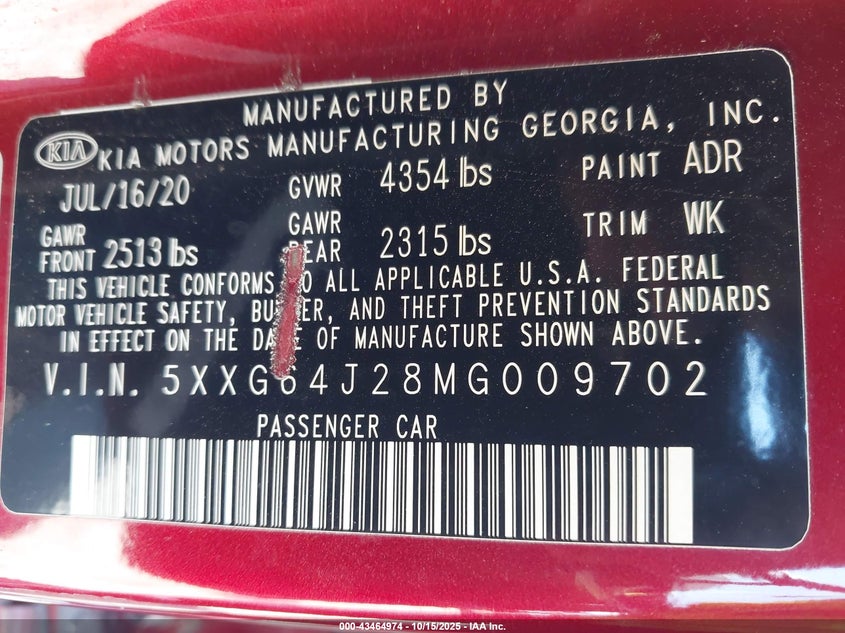 MANUFACTURED BY
KIA KIA MOTORS MANUFACTURING GEORGIA, INC.
JUL/16/20 GVWR 4354 lbs PAINT ADR
GAWR FRONT 2513 lbs GAWR REAR 2315 lbs TRIM WK
THIS VEHICLE CONFORMS TO ALL APPLICABLE U.S.A. FEDERAL
MOTOR VEHICLE SAFETY, BUMPER, AND THEFT PREVENTION STANDARDS
IN EFFECT ON THE DATE OF MANUFACTURE SHOWN ABOVE.
V.I.N. 5XXG64J28MG009702
PASSENGER CAR
000-43464974 - 10/15/2025 - IAA Inc.